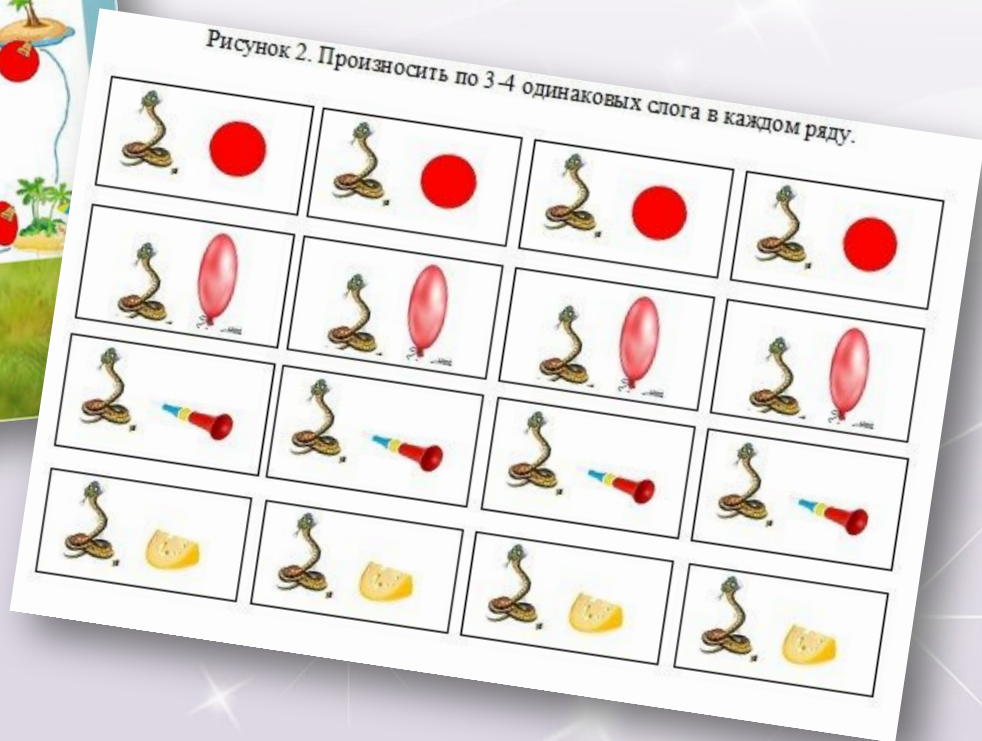 Рисунок 2. Произносить по 3-4 одинаковых слога в каждом ряду.